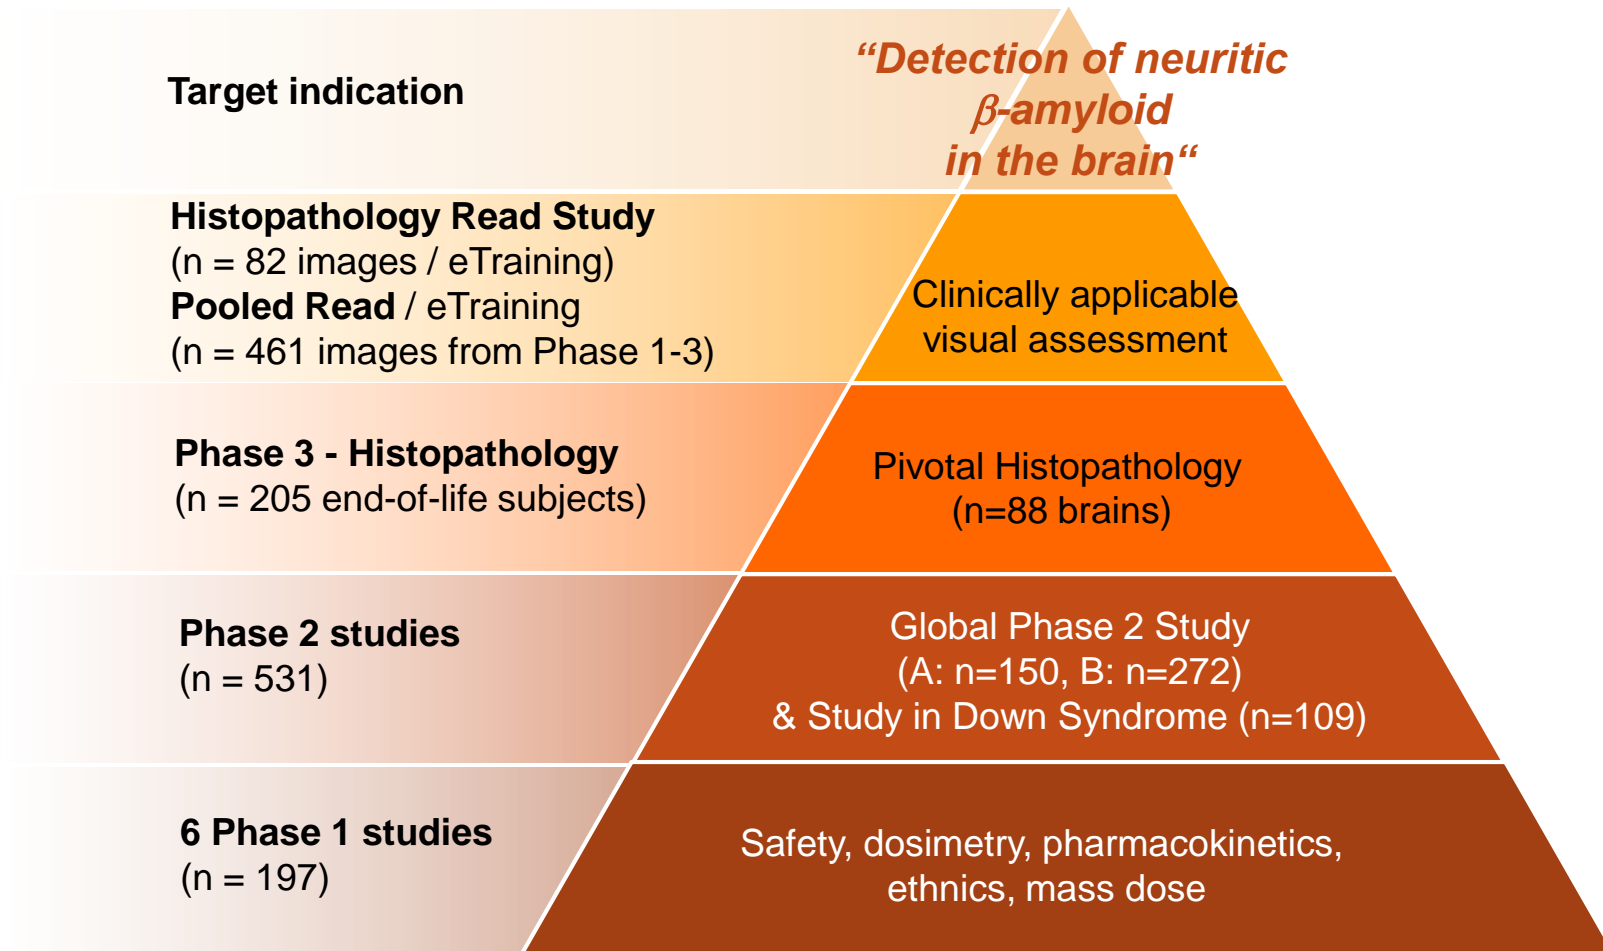 Target indication
“Detection of neuritic
β-amyloid
in the brain“
Histopathology Read Study
(n = 82 images / eTraining)
Pooled Read / eTraining
(n = 461 images from Phase 1-3)
Clinically applicable
visual assessment
Phase 3 - Histopathology
(n = 205 end-of-life subjects)
Pivotal Histopathology
(n=88 brains)
Phase 2 studies
(n = 531)
Global Phase 2 Study
(A: n=150, B: n=272)
& Study in Down Syndrome (n=109)
6 Phase 1 studies
(n = 197)
Safety, dosimetry, pharmacokinetics,
ethnics, mass dose